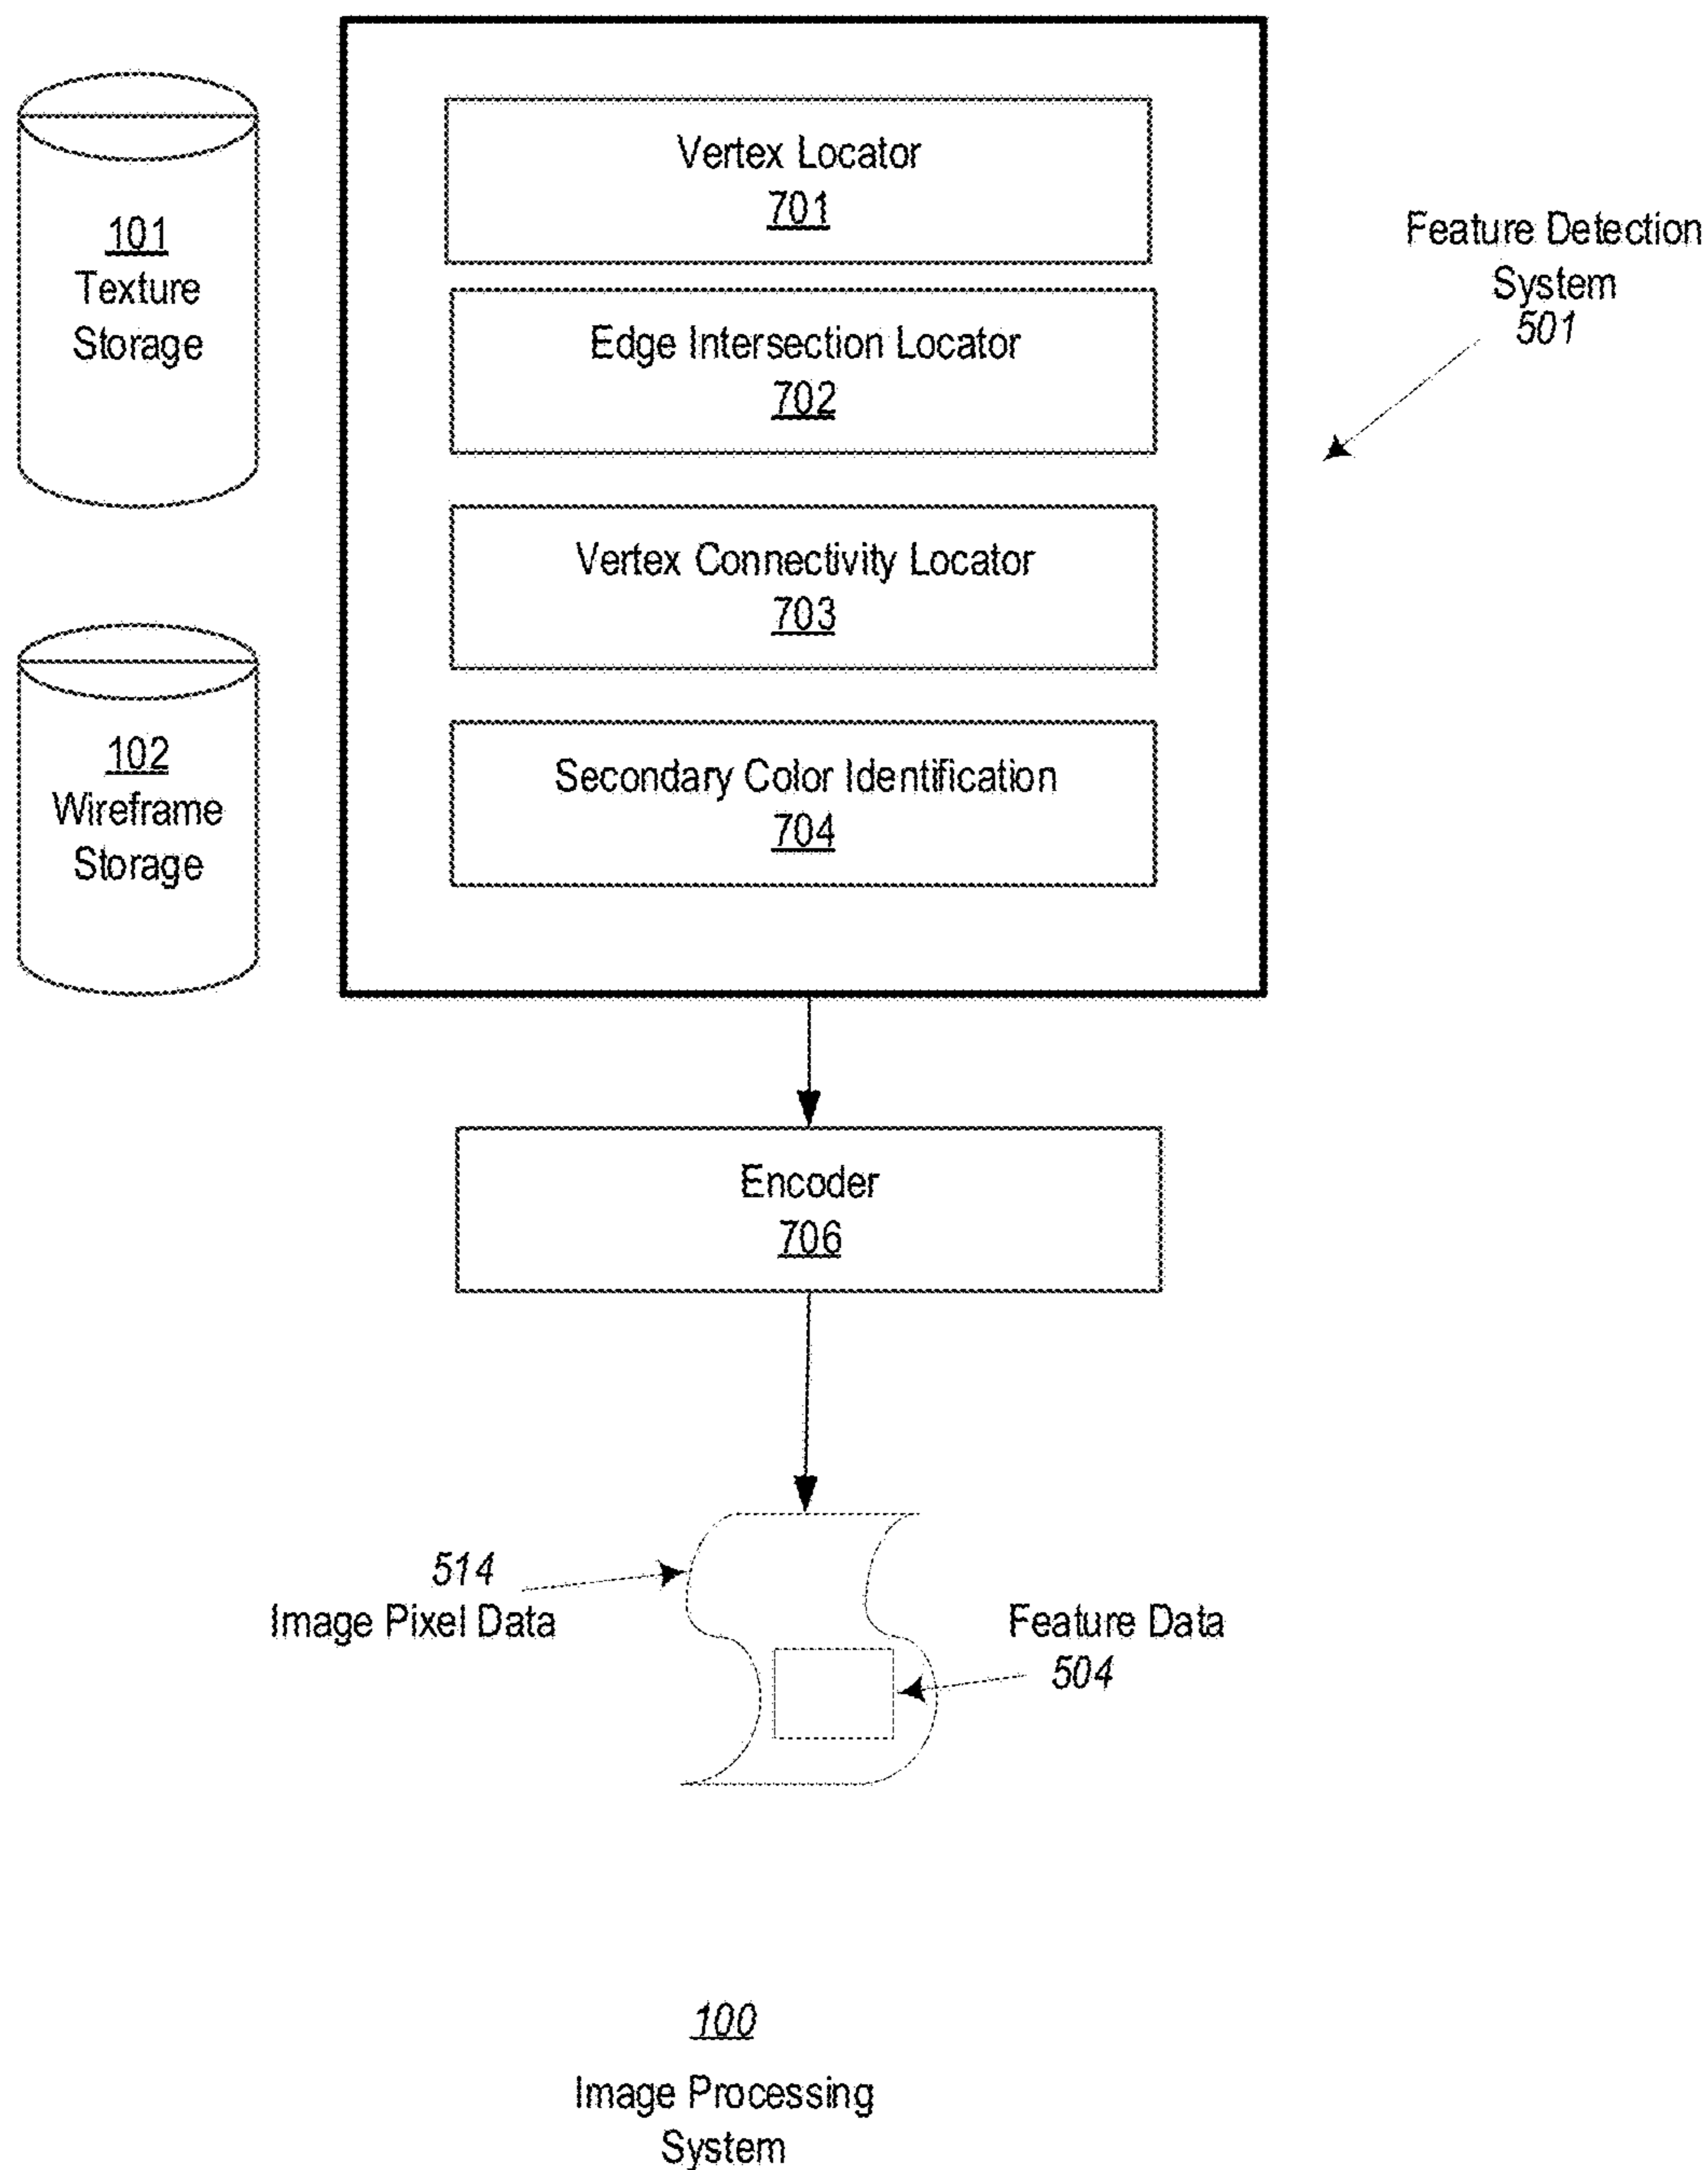 101
Texture
Storage
102
Wireframe
Storage
Vertex Locator
701
Edge Intersection Locator
702
Vertex Connectivity Locator
703
Secondary Color Identification
704
Feature Detection
System
501
Encoder
706
514
Image Pixel Data
Feature Data
504
100
Image Processing
System